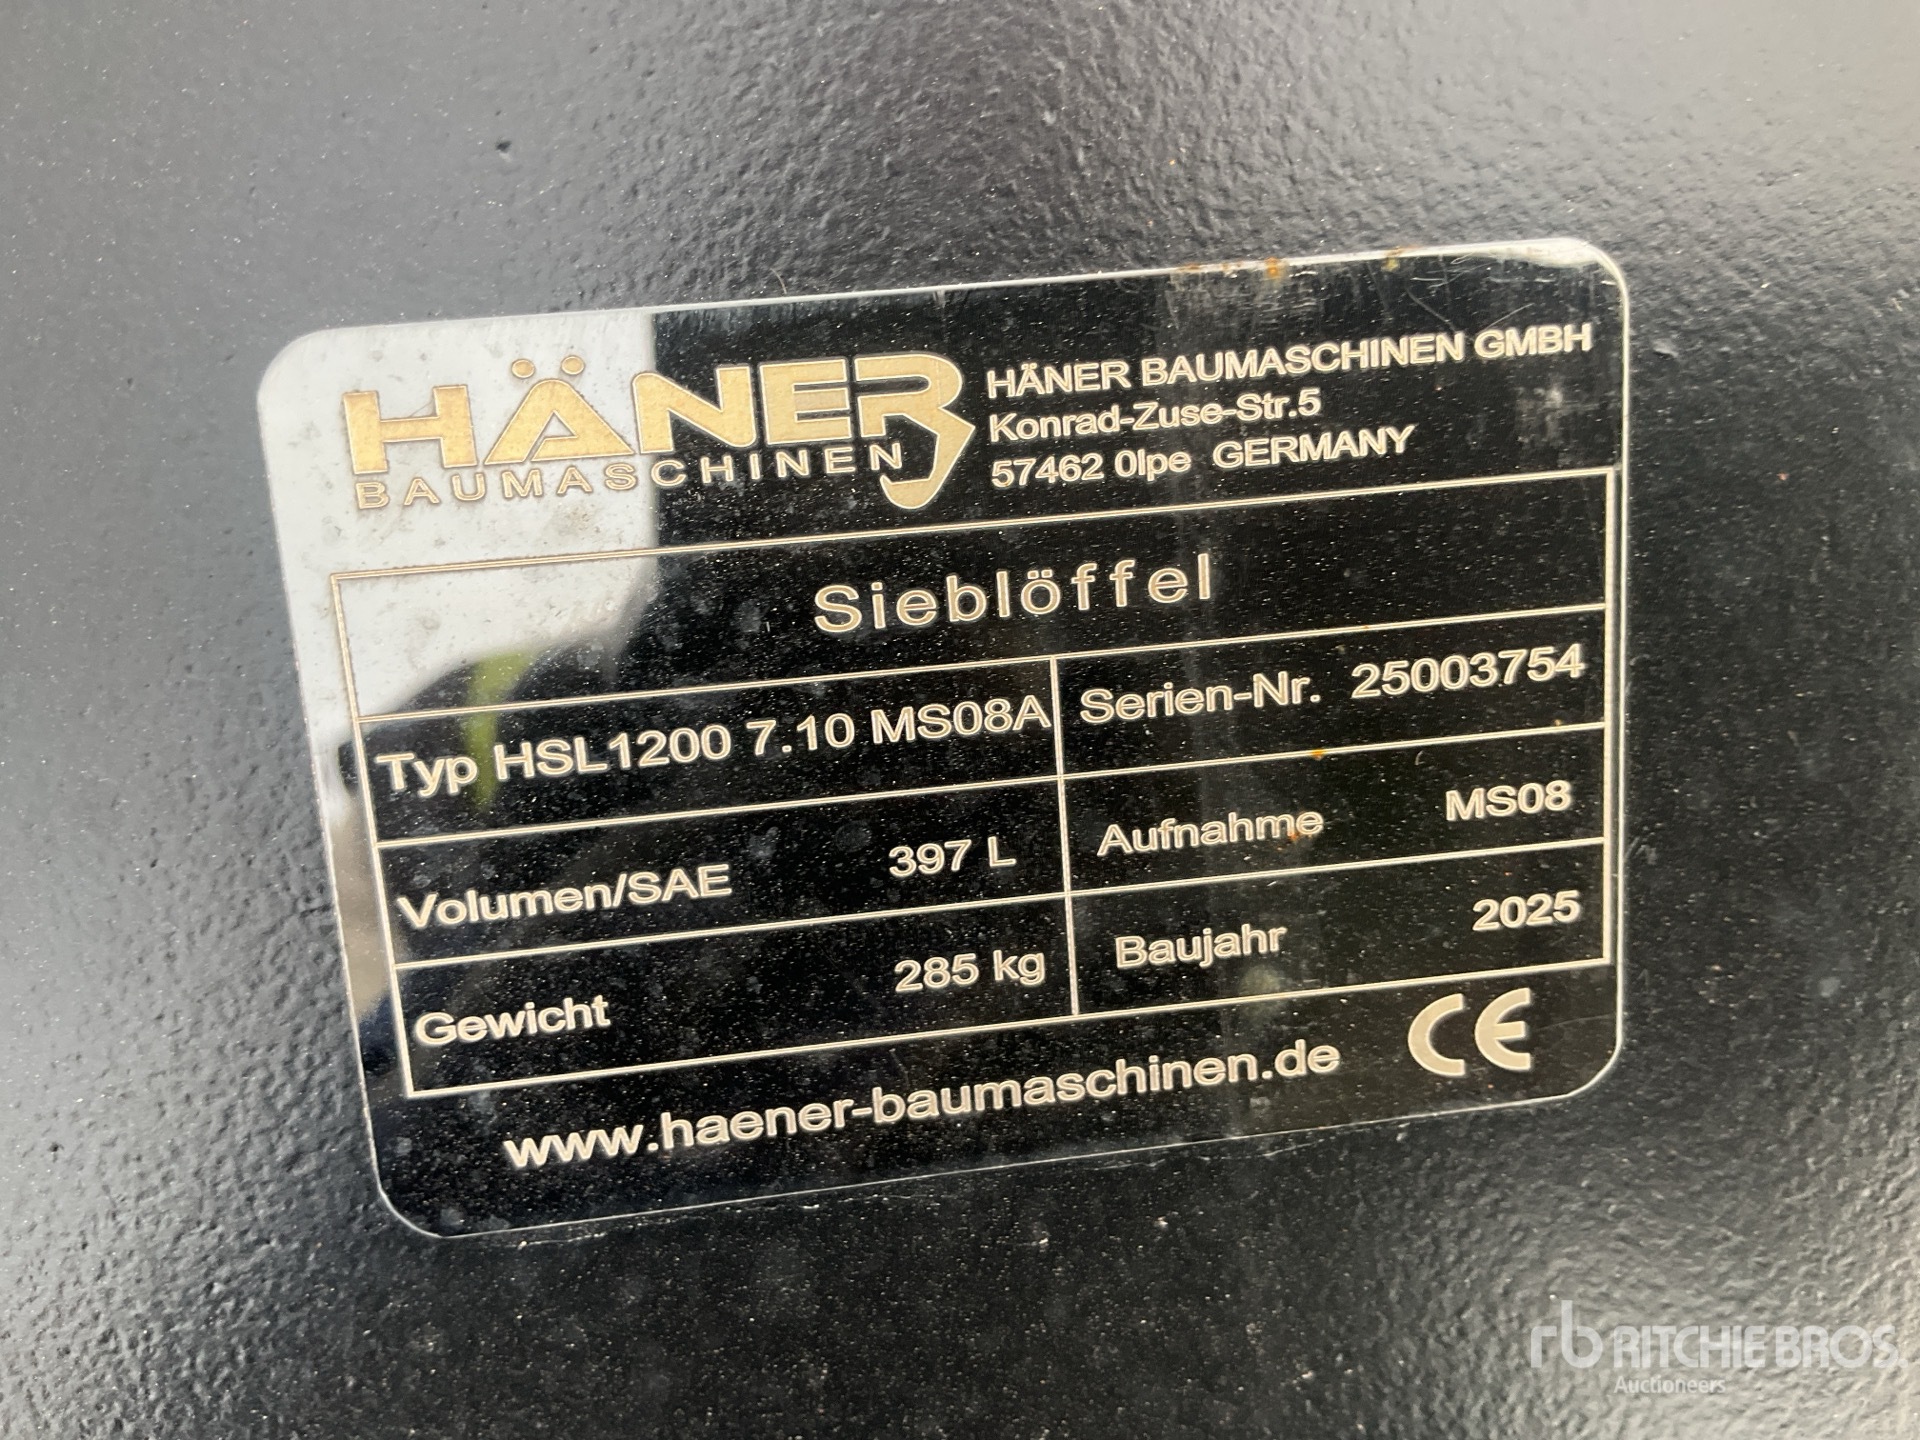 HÄNER
BAUMASCHINEN
HÄNER BAUMASCHINEN GMBH
Konrad-Zuse-Str.5
57462 Olpe GERMANY
Sieblöffel
Typ HSL1200 7.10 MS08A
Serien-Nr. 25003754
Volumen/SAE 397 L
Aufnahme MS08
Gewicht 285 kg
Baujahr 2025
www.haener-baumaschinen.de
CE
rb RITCHIE BROS.
Auctioneers